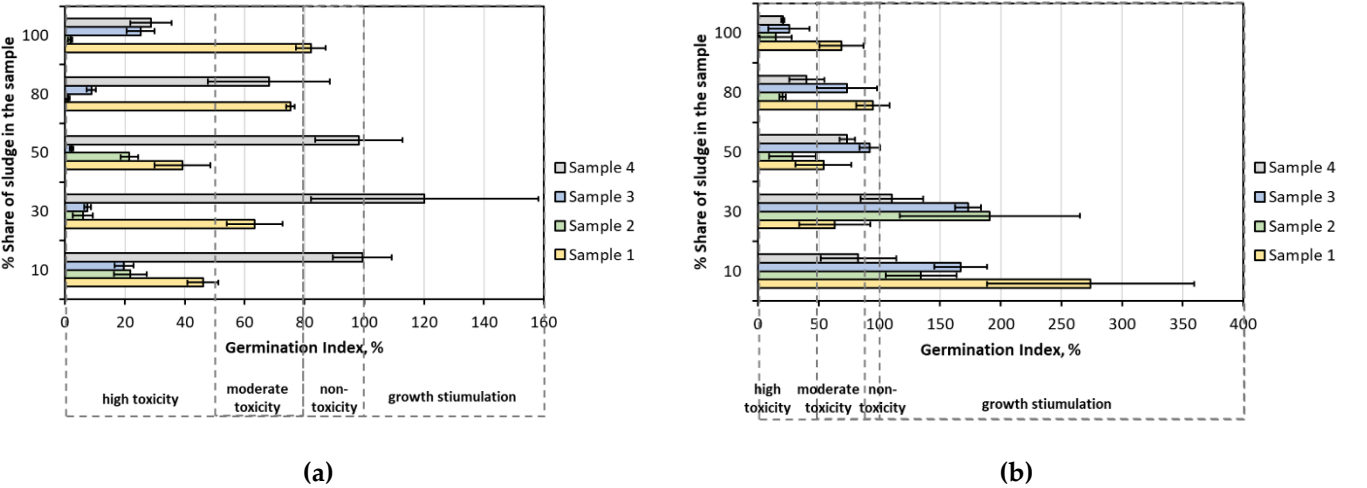 % Share of sludge in the sample
100
80
50
30
10
0 20 40 60 80 100 120 140 160
Germination Index, %
high toxicity
moderate
toxicity
non-
toxicity
growth stiumulation
Sample 4
Sample 3
Sample 2
Sample 1
(a)
% Share of sludge in the sample
100
80
50
30
10
0 50 100 150 200 250 300 350 400
Germination Index, %
high
toxicity
moderate
toxicity
non-
toxicity
growth stiumulation
Sample 4
Sample 3
Sample 2
Sample 1
(b)